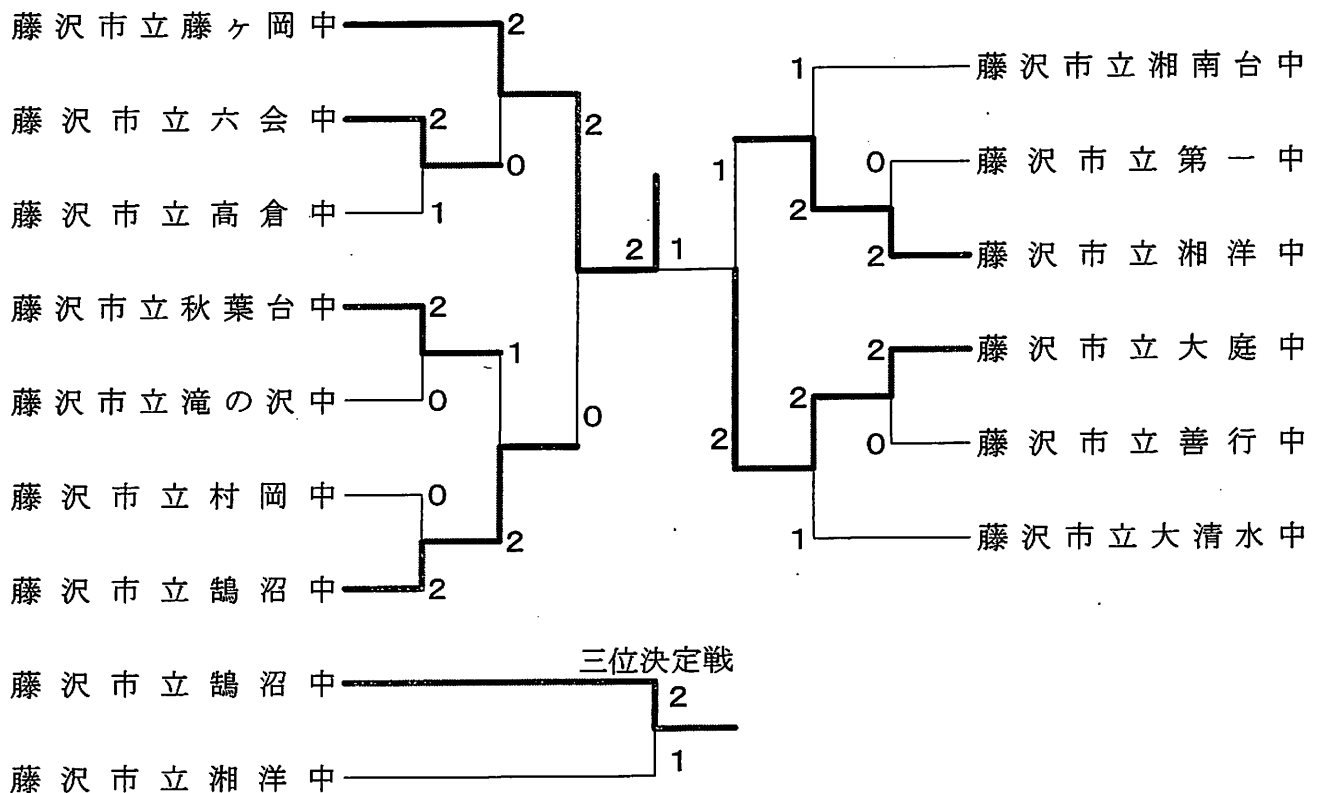 藤沢市立藤ヶ岡中
2
藤沢市立六会中
2
0
藤沢市立高倉中
1
2
藤沢市立秋葉台中
2
1
藤沢市立滝の沢中
0
0
藤沢市立村岡中
0
2
藤沢市立鵠沼中
2
2 1
1
藤沢市立湘南台中
1
0
藤沢市立第一中
2
2
藤沢市立湘洋中
2
藤沢市立大庭中
2
2
0
藤沢市立善行中
1
藤沢市立大清水中
三位決定戦
藤沢市立鵠沼中
2
藤沢市立湘洋中
1